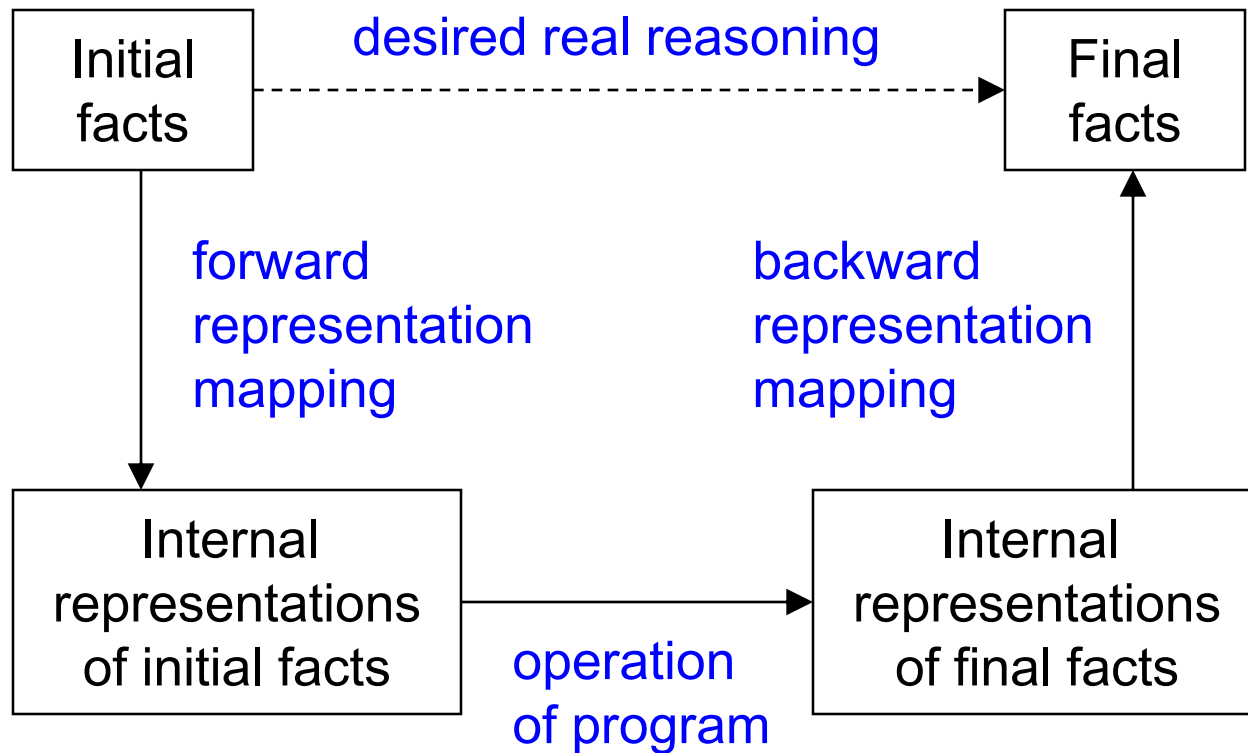 Initial
facts
desired real reasoning
Final
facts
forward
representation
mapping
backward
representation
mapping
Internal
representations
of initial facts
operation
of program
Internal
representations
of final facts